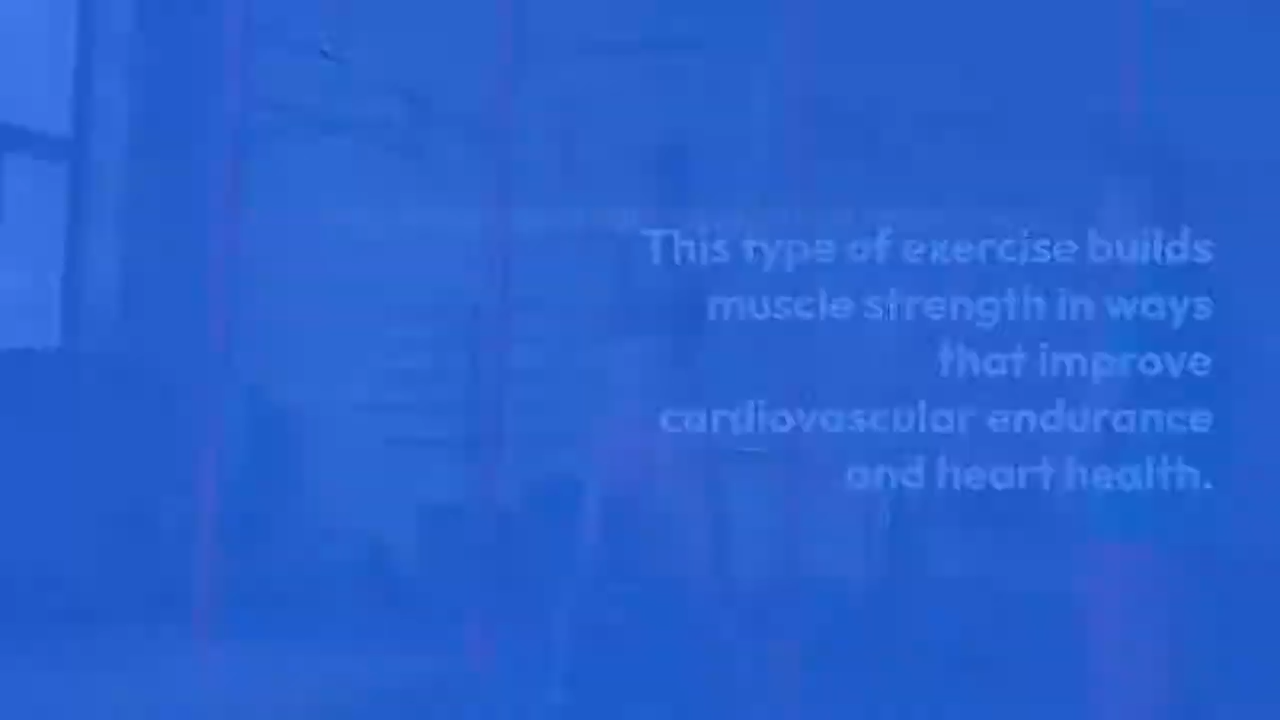 This type of exercise builds
muscle strength in ways
that improve
cardiovascular endurance
and heart health.